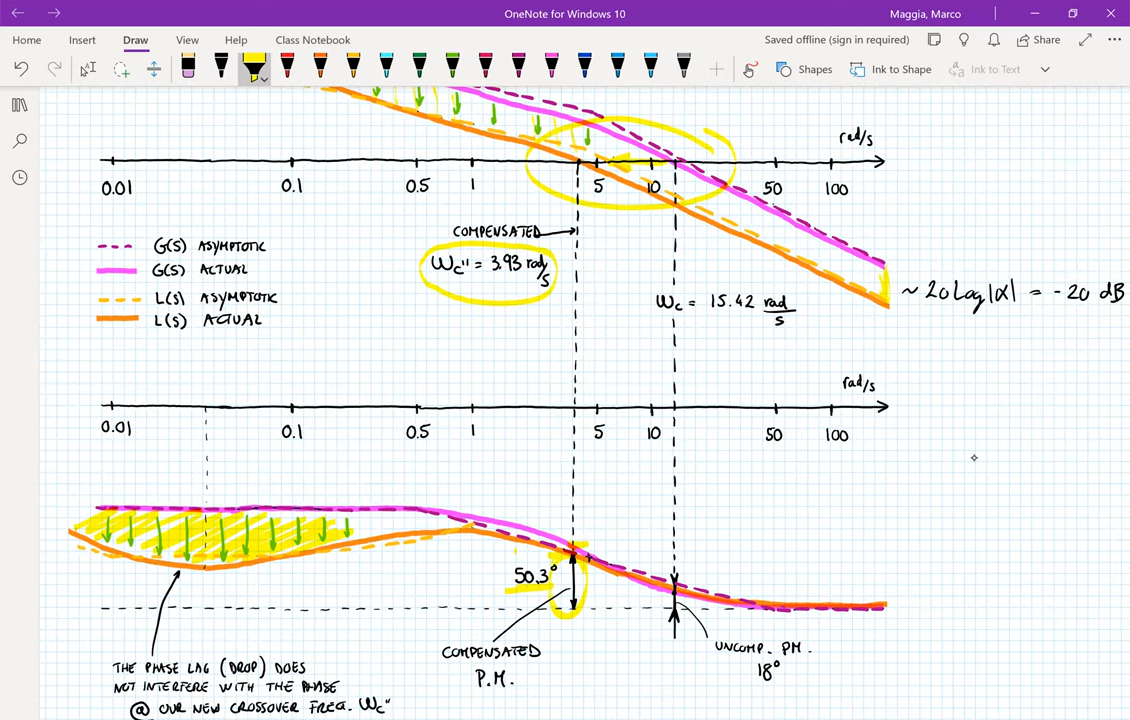 OneNote for Windows 10
Maggia, Marco
Home Insert Draw View Help Class Notebook
Saved offline (sign in required)
Share
Shapes
Ink to Shape
Ink to Text
rad/s
0.01 0.1 0.5 1 5 10 50 100
COMPENSATED
ωc'' = 3.93 rad/s
G(S) ASYMPTOTIC
G(S) ACTUAL
L(S) ASYMPTOTIC
L(S) ACTUAL
~ 20 Log|α| = -20 dB
ωc = 15.42 rad/s
rad/s
0.01 0.1 0.5 1 5 10 50 100
50.3°
COMPENSATED
P.M.
UNCOMP. PM.
18°
THE PHASE LAG (DROP) DOES
NOT INTERFERE WITH THE PHASE
@ OUR NEW CROSSOVER FREQ. ωc''